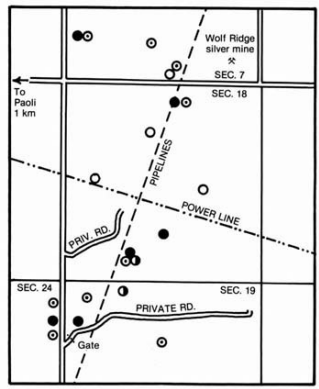 Wolf Ridge
silver mine
SEC. 7
To
Paoli
1 km
SEC. 18
PIPELINES
POWER LINE
PRIV. RD.
SEC. 24
SEC. 19
PRIVATE RD.
Gate